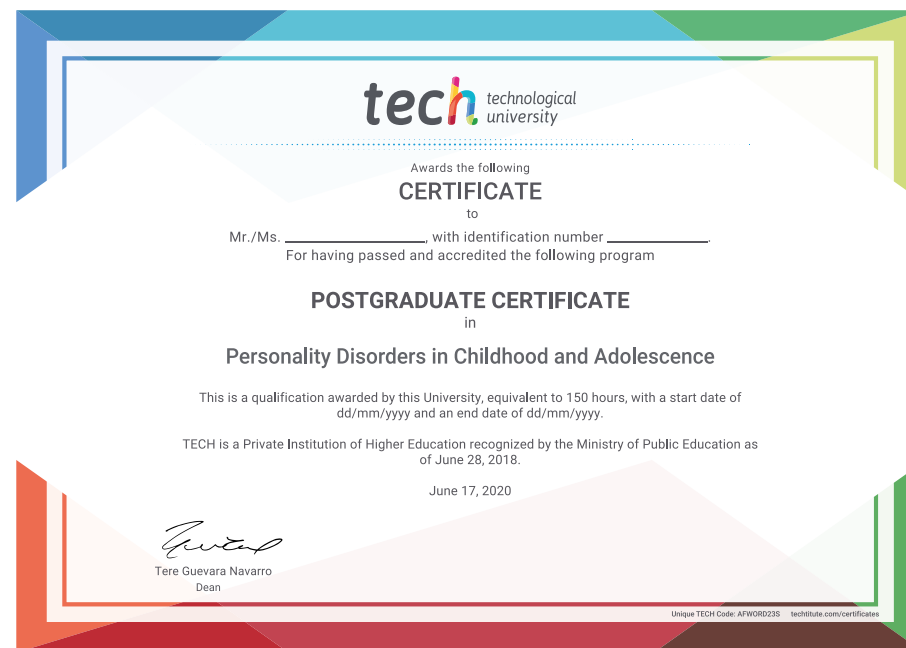 tech technological
university
Awards the following
CERTIFICATE
to
Mr./Ms. ____________________, with identification number ____________________.
For having passed and accredited the following program
POSTGRADUATE CERTIFICATE
in
Personality Disorders in Childhood and Adolescence
This is a qualification awarded by this University, equivalent to 150 hours, with a start date of
dd/mm/yyyy and an end date of dd/mm/yyyy.
TECH is a Private Institution of Higher Education recognized by the Ministry of Public Education as
of June 28, 2018.
June 17, 2020
Tere Guevara Navarro
Dean
Unique TECH Code: AFWORD23S techtitute.com/certificates